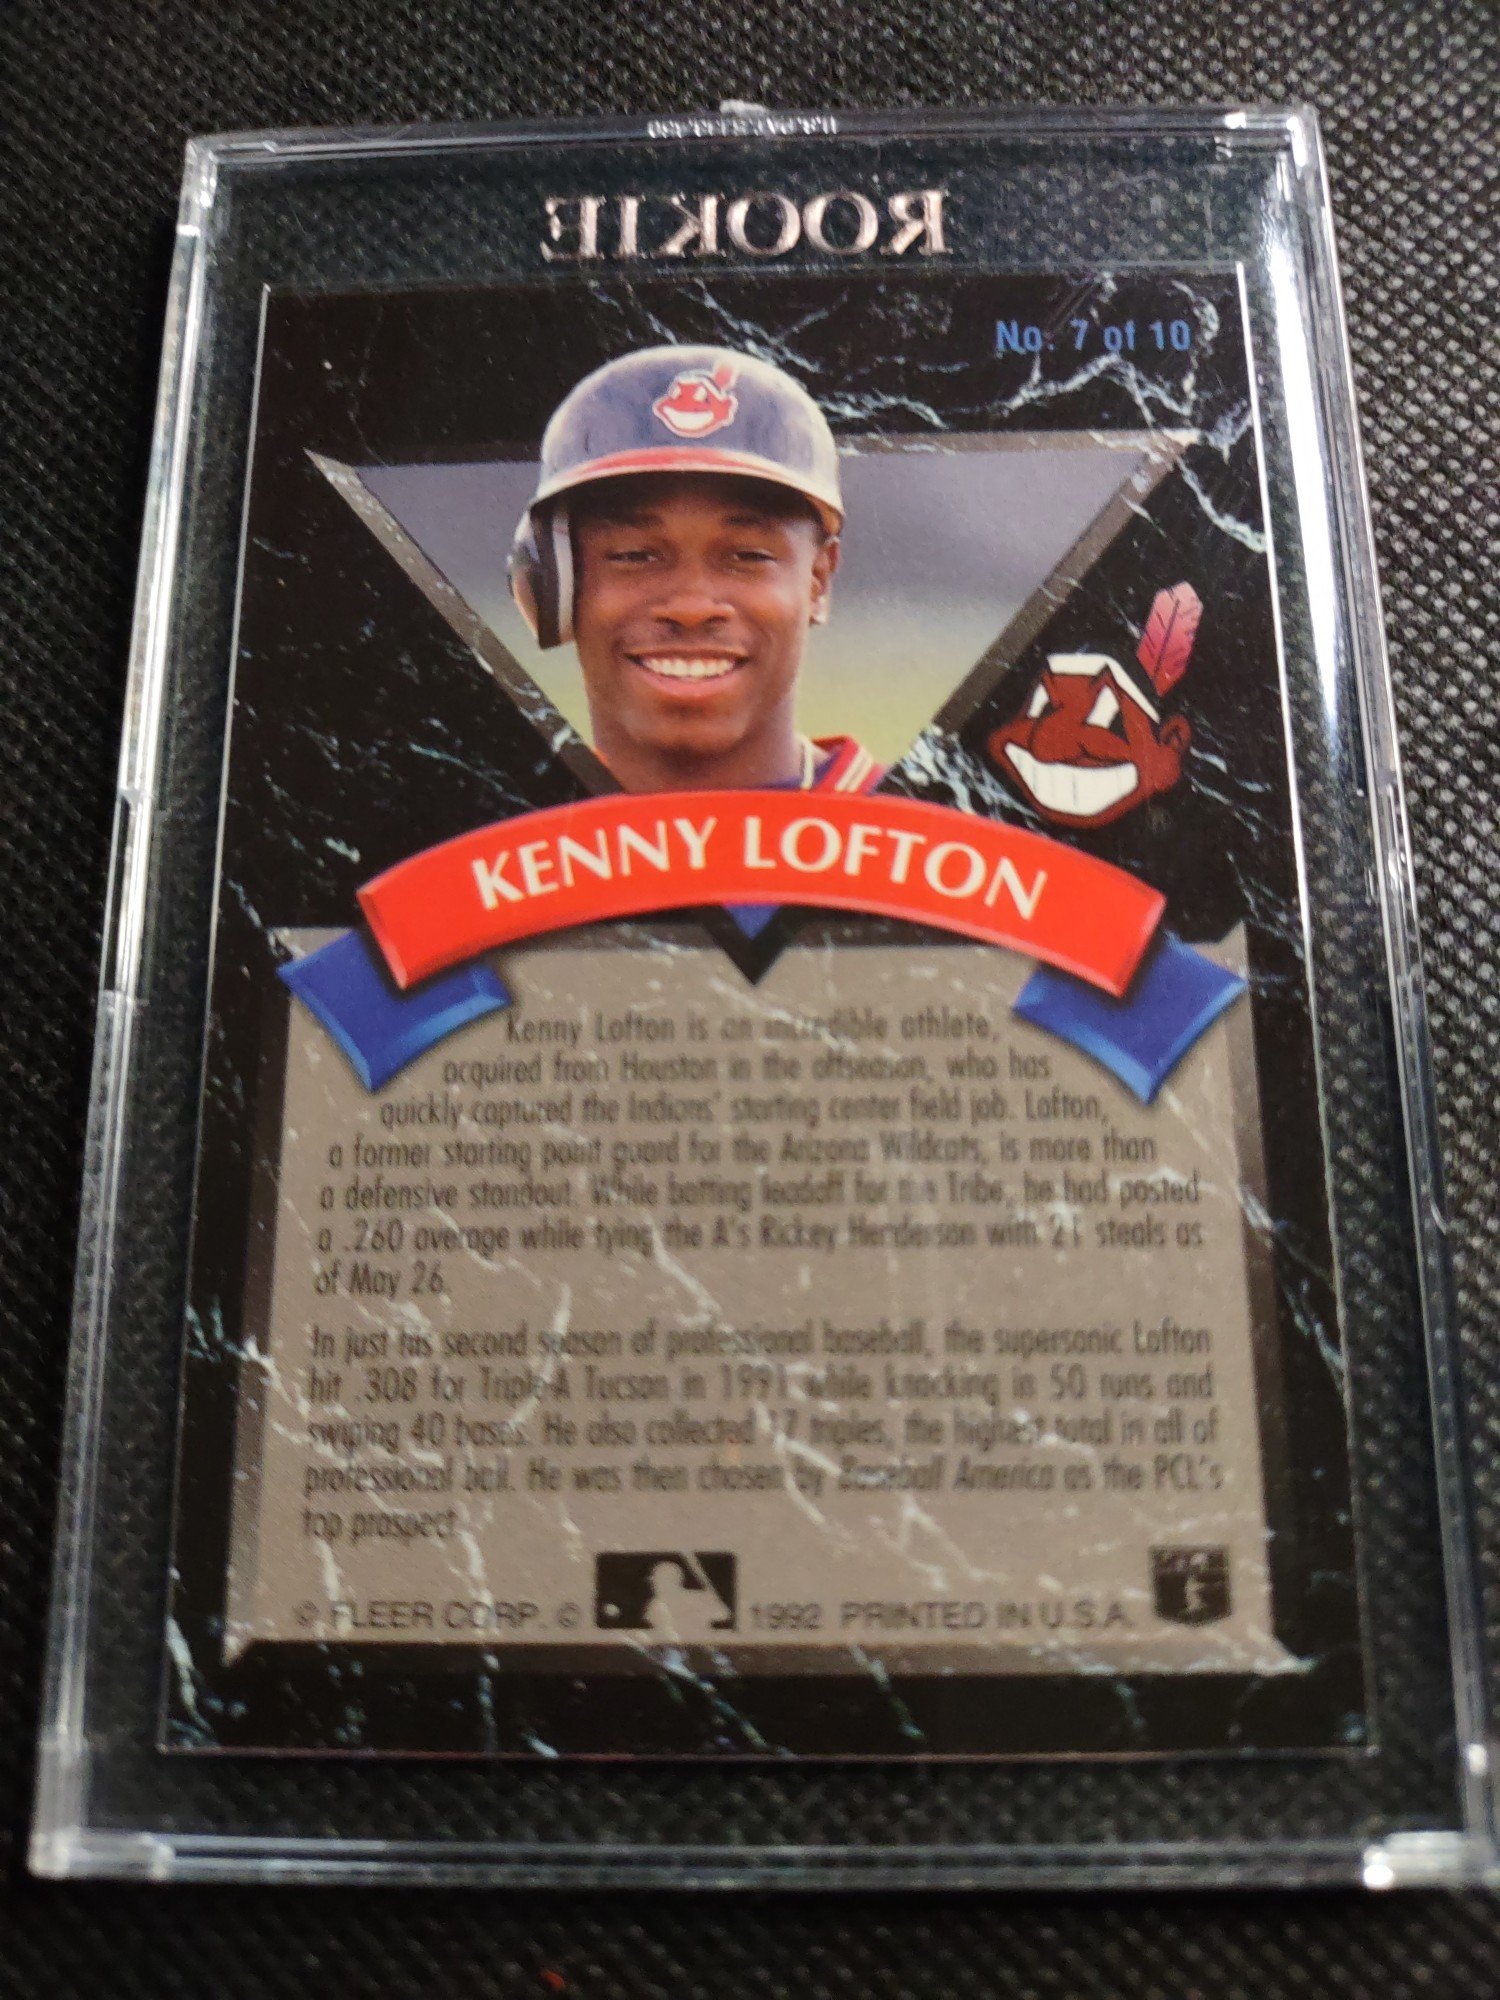 ROOKIE
No. 7 of 10
KENNY LOFTON
Kenny Lofton is an incredible athlete,
acquired from Houston in the offseason, who has
quickly captured the Indians' starting center field job. Lofton,
a former starting point guard for the Arizona Wildcats, is more than
a defensive standout. While batting leadoff for the Tribe, he had posted
a .260 average while tying the A's Rickey Henderson with 21 steals as
of May 26.
In just his second season of professional baseball, the supersonic Lofton
hit .308 for Triple-A Tucson in 1991 while knocking in 50 runs and
swiping 40 bases. He also collected 17 triples, the highest total in all of
professional ball. He was then chosen by Baseball America as the PCL's
top prospect.
© FLEER CORP. © 1992 PRINTED IN U.S.A.